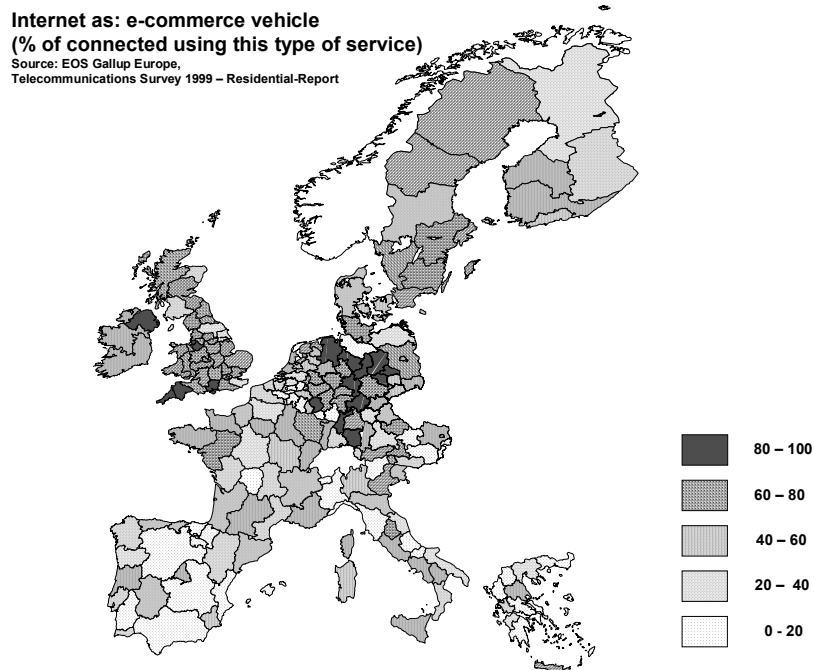 Internet as: e-commerce vehicle
(% of connected using this type of service)
Source: EOS Gallup Europe,
Telecommunications Survey 1999 – Residential-Report
80 – 100
60 – 80
40 – 60
20 – 40
0 - 20